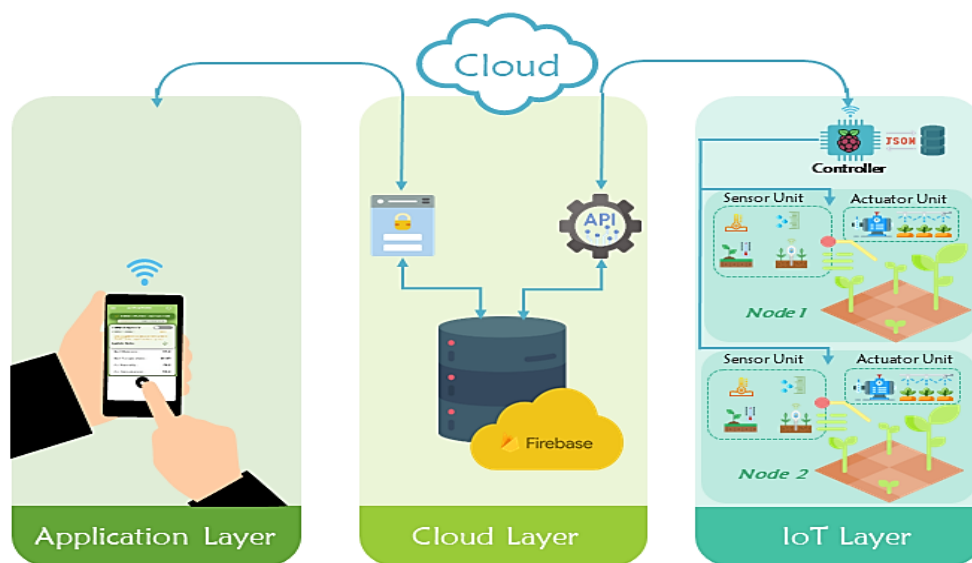 Cloud
JSON
Controller
API
Sensor Unit
Actuator Unit
Node 1
Sensor Unit
Actuator Unit
Firebase
Node 2
Application Layer
Cloud Layer
IoT Layer